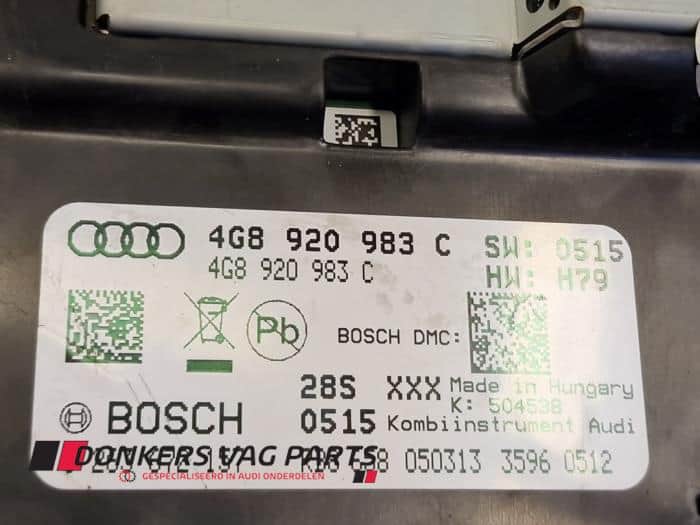 4G8 920 983 C SW: 0515
4G8 920 983 C HW: H79
Pb BOSCH DMC:
28S XXX Made in Hungary
K: 504538
BOSCH 0515 Kombiinstrument Audi
DONKERS VAG PARTS
050313 3596 0512
GESPECIALISEERD IN AUDI ONDERDELEN